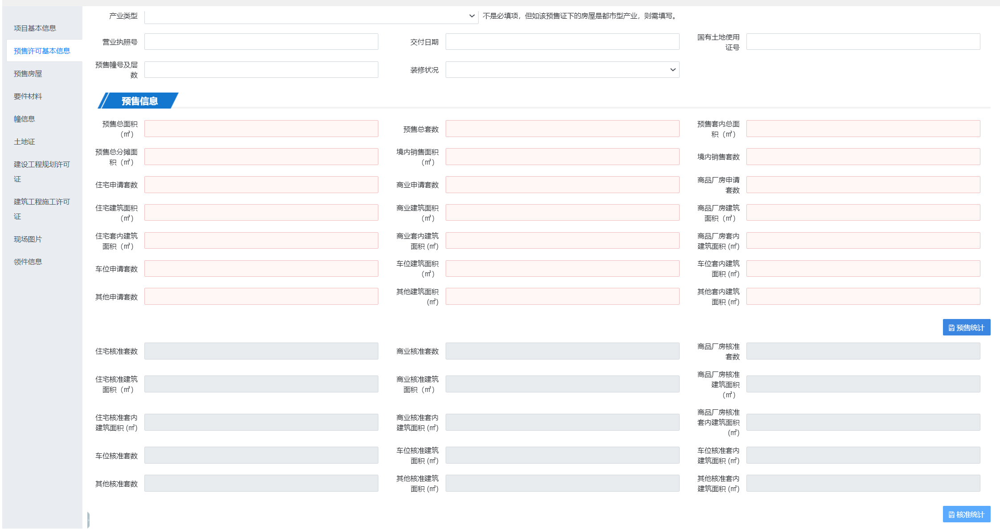 项目基本信息
预售许可基本信息
预售房屋
要件材料
幢信息
土地证
建设工程规划许可
证
建筑工程施工许可
证
现场图片
领件信息
产业类型
不是必填项，但如该预售证下的房屋是都市型产业，则需填写。
营业执照号
交付日期
国有土地使用
证号
预售幢号及层
数
装修状况
预售信息
预售总面积
（㎡）
预售总套数
预售套内总面
积（㎡）
预售总分摊面
积（㎡）
境内销售面积
（㎡）
境内销售套数
住宅申请套数
商业申请套数
商品厂房申请
套数
住宅建筑面积
（㎡）
商业建筑面积
（㎡）
商品厂房建筑
面积（㎡）
住宅套内建筑
面积（㎡）
商业套内建筑
面积 (㎡)
商品厂房套内
建筑面积 (㎡)
车位申请套数
车位建筑面积
（㎡）
车位套内建筑
面积 (㎡)
其他申请套数
其他建筑面积
(㎡)
其他套内建筑
面积 (㎡)
预售统计
住宅核准套数
商业核准套数
商品厂房核准
套数
住宅核准建筑
面积（㎡）
商业核准建筑
面积（㎡）
商品厂房核准
建筑面积
（㎡）
住宅核准套内
建筑面积 (㎡)
商业核准套内
建筑面积 (㎡)
商品厂房核准
套内建筑面积
(㎡)
车位核准套数
车位核准建筑
面积 (㎡)
车位核准套内
建筑面积 (㎡)
其他核准套数
其他核准建筑
面积 (㎡)
其他核准套内
建筑面积 (㎡)
核准统计